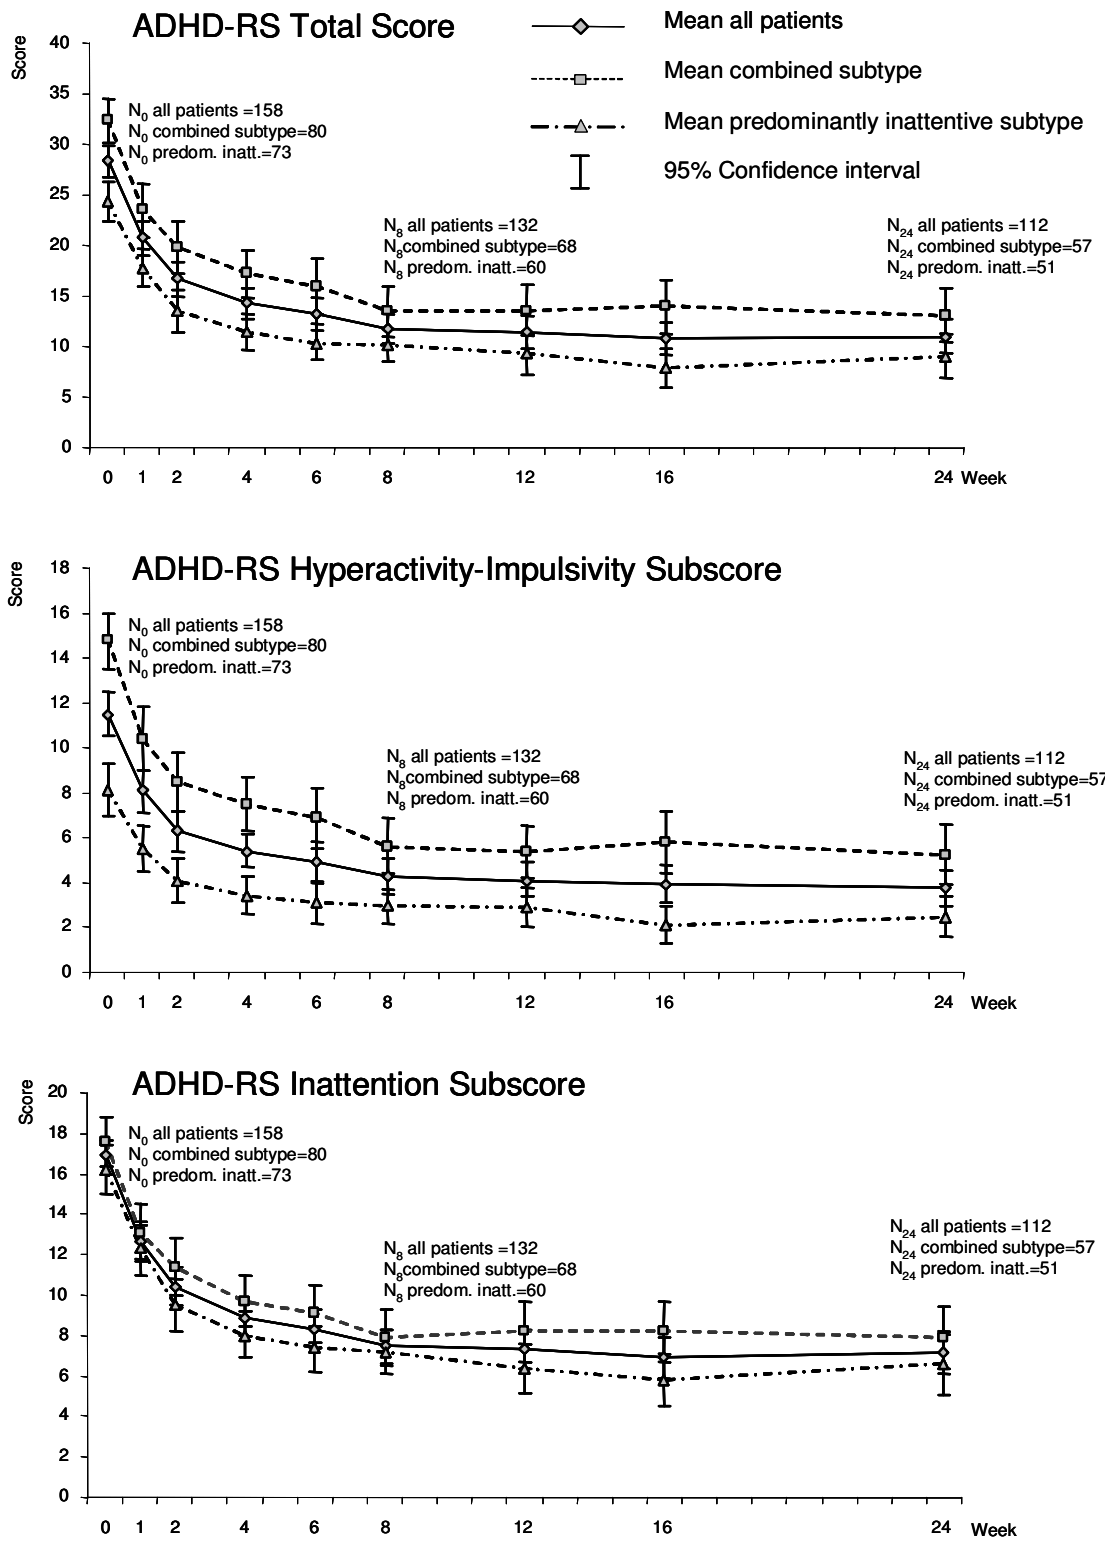 ADHD-RS Total Score
Mean all patients
Mean combined subtype
Mean predominantly inattentive subtype
95% Confidence interval
Score
40
35
30
25
20
15
10
5
0
N0 all patients =158
N0 combined subtype=80
N0 predom. inatt.=73
N8 all patients =132
N8combined subtype=68
N8 predom. inatt.=60
N24 all patients =112
N24 combined subtype=57
N24 predom. inatt.=51
0 1 2 4 6 8 12 16 24 Week
ADHD-RS Hyperactivity-Impulsivity Subscore
Score
18
16
14
12
10
8
6
4
2
0
N0 all patients =158
N0 combined subtype=80
N0 predom. inatt.=73
N8 all patients =132
N8combined subtype=68
N8 predom. inatt.=60
N24 all patients =112
N24 combined subtype=57
N24 predom. inatt.=51
0 1 2 4 6 8 12 16 24 Week
ADHD-RS Inattention Subscore
Score
20
18
16
14
12
10
8
6
4
2
0
N0 all patients =158
N0 combined subtype=80
N0 predom. inatt.=73
N8 all patients =132
N8combined subtype=68
N8 predom. inatt.=60
N24 all patients =112
N24 combined subtype=57
N24 predom. inatt.=51
0 1 2 4 6 8 12 16 24 Week